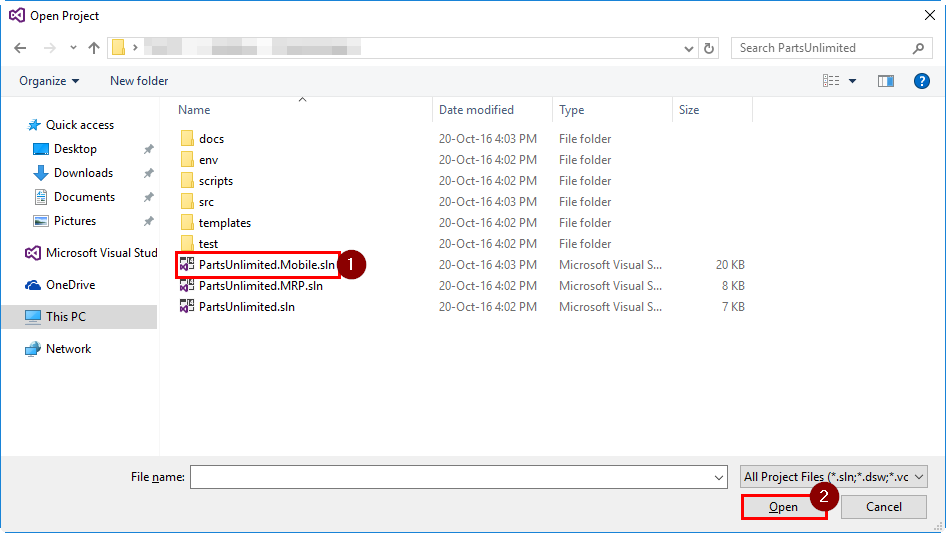 Open Project
Search PartsUnlimited
Organize New folder
Name Date modified Type Size
Quick access
Desktop
Downloads
Documents
Pictures
Microsoft Visual Stud
OneDrive
This PC
Network
docs 20-Oct-16 4:03 PM File folder
env 20-Oct-16 4:02 PM File folder
scripts 20-Oct-16 4:02 PM File folder
src 20-Oct-16 4:03 PM File folder
templates 20-Oct-16 4:02 PM File folder
test 20-Oct-16 4:02 PM File folder
PartsUnlimited.Mobile.sln 1 20-Oct-16 4:03 PM Microsoft Visual S... 20 KB
PartsUnlimited.MRP.sln 20-Oct-16 4:02 PM Microsoft Visual S... 8 KB
PartsUnlimited.sln 20-Oct-16 4:02 PM Microsoft Visual S... 7 KB
File name: All Project Files (*.sln;*.dsw;*.vc
Open 2 Cancel